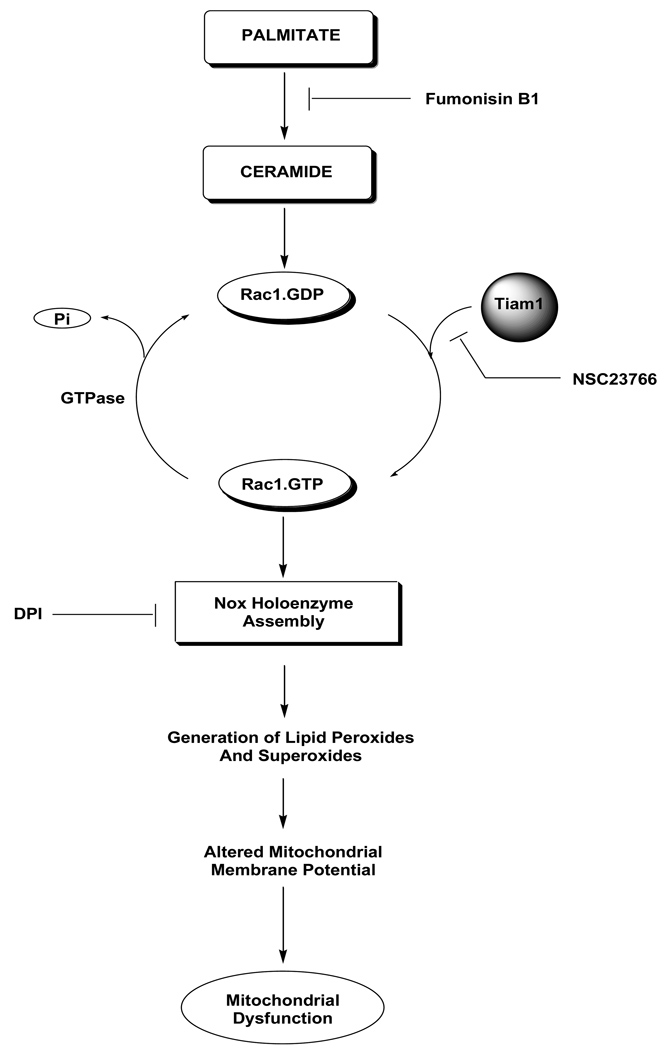 PALMITATE
Fumonisin B1
CERAMIDE
Rac1.GDP
Tiam1
Pi
NSC23766
GTPase
Rac1.GTP
Nox Holoenzyme
Assembly
DPI
Generation of Lipid Peroxides
And Superoxides
Altered Mitochondrial
Membrane Potential
Mitochondrial
Dysfunction